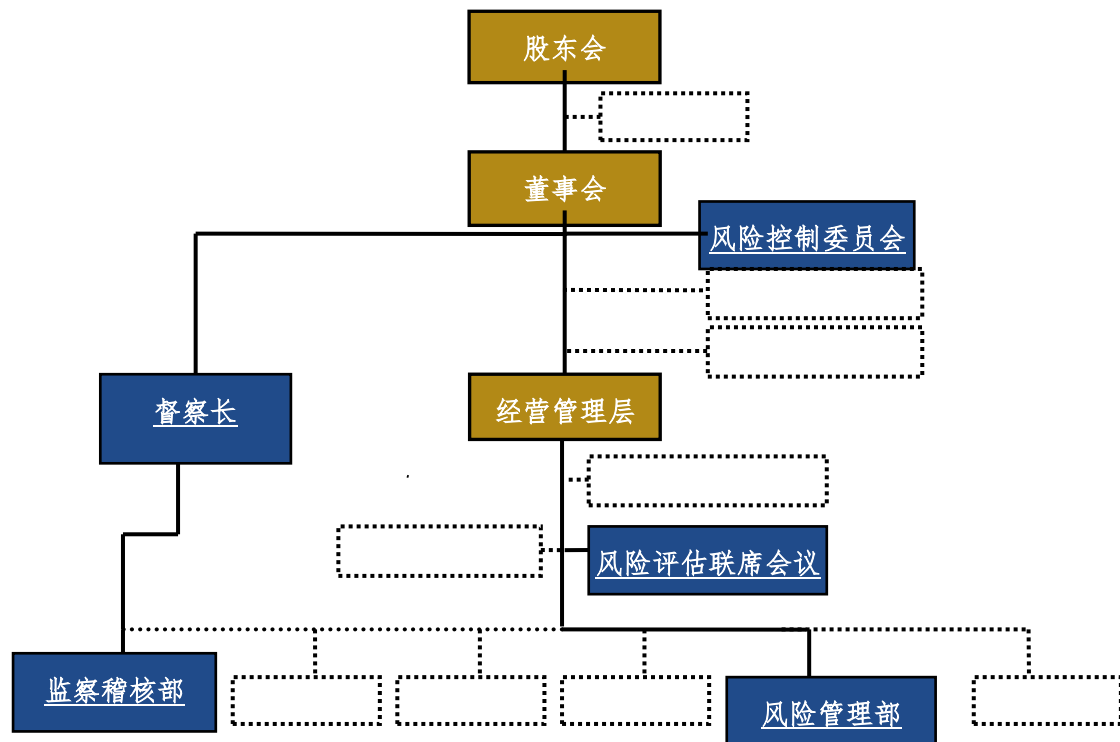 股东会
董事会
风险控制委员会
督察长
经营管理层
风险评估联席会议
监察稽核部
风险管理部